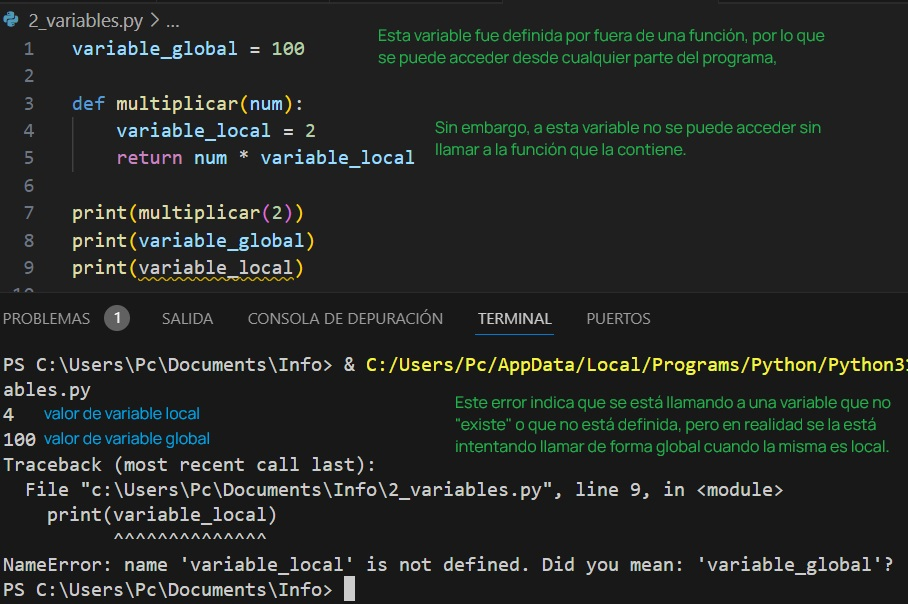 2_variables.py > ...
1 variable_global = 100
Esta variable fue definida por fuera de una función, por lo que
se puede acceder desde cualquier parte del programa,
2
3 def multiplicar(num):
4 variable_local = 2
Sin embargo, a esta variable no se puede acceder sin
llamar a la función que la contiene.
5 return num * variable_local
6
7 print(multiplicar(2))
8 print(variable_global)
9 print(variable_local)
10
PROBLEMAS 1 SALIDA CONSOLA DE DEPURACIÓN TERMINAL PUERTOS
PS C:\Users\Pc\Documents\Info> & C:/Users/Pc/AppData/Local/Programs/Python/Python31
ables.py
4 valor de variable local
100 valor de variable global
Este error indica que se está llamando a una variable que no
"existe" o que no está definida, pero en realidad se la está
intentando llamar de forma global cuando la misma es local.
Traceback (most recent call last):
File "c:\Users\Pc\Documents\Info\2_variables.py", line 9, in <module>
print(variable_local)
^^^^^^^^^^^^^^
NameError: name 'variable_local' is not defined. Did you mean: 'variable_global'?
PS C:\Users\Pc\Documents\Info>